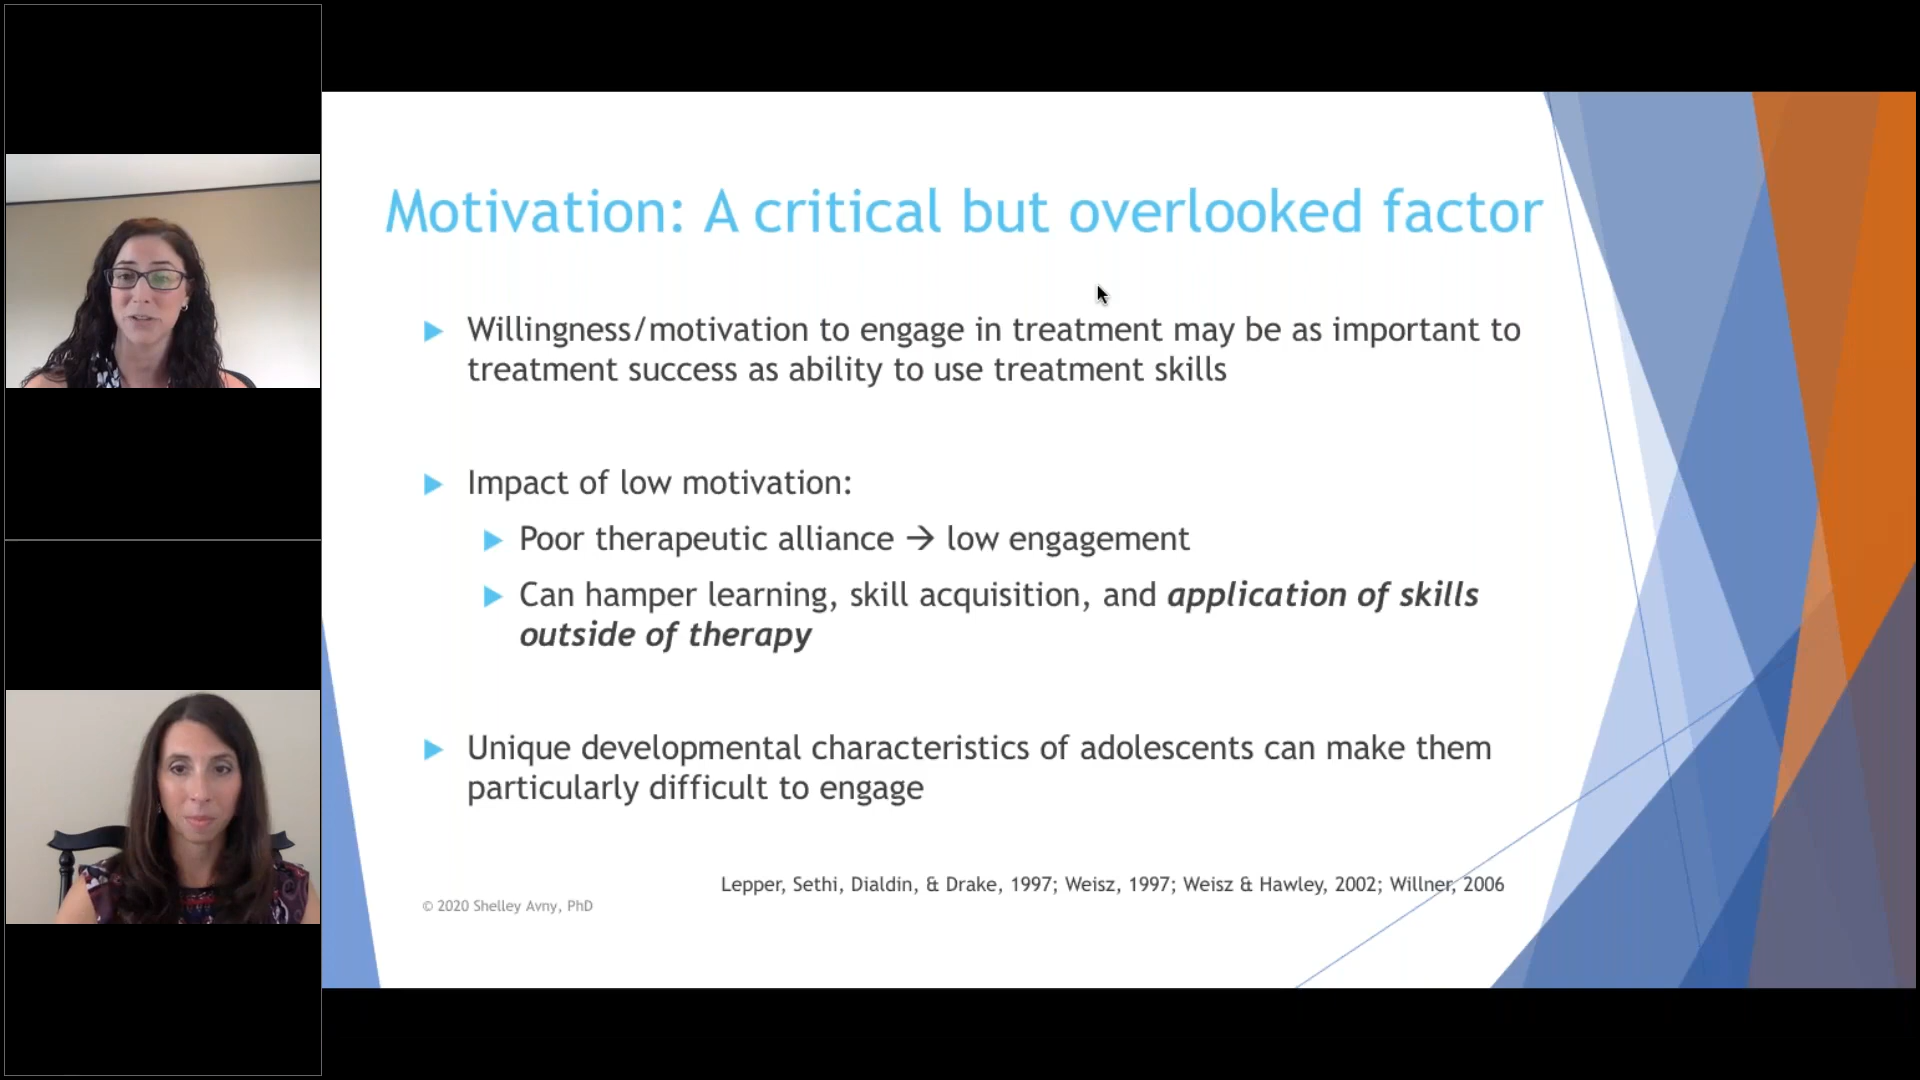 Motivation: A critical but overlooked factor
Willingness/motivation to engage in treatment may be as important to
treatment success as ability to use treatment skills
Impact of low motivation:
Poor therapeutic alliance → low engagement
Can hamper learning, skill acquisition, and application of skills
outside of therapy
Unique developmental characteristics of adolescents can make them
particularly difficult to engage
Lepper, Sethi, Dialdin, & Drake, 1997; Weisz, 1997; Weisz & Hawley, 2002; Willner, 2006
© 2020 Shelley Avny, PhD